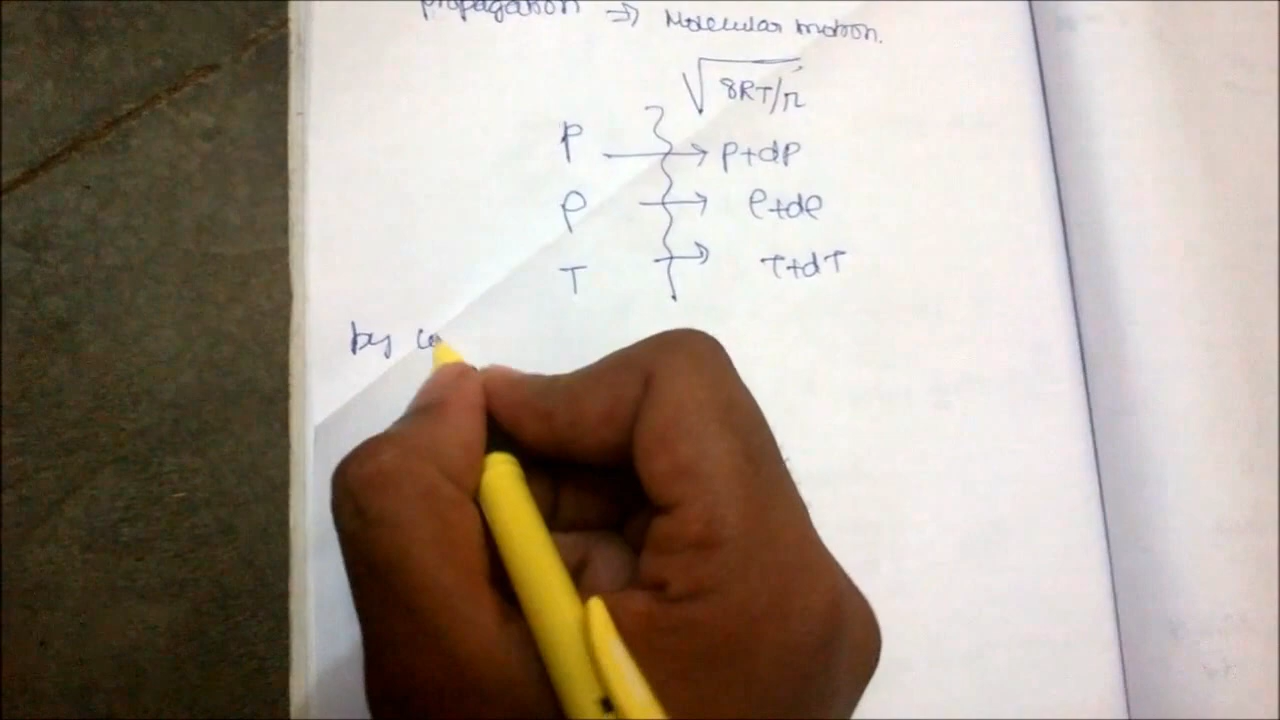 propagation ⇒ Molecular motion.
√8RT/π
P → P+dP
ρ → ρ+dρ
T → T+dT
by